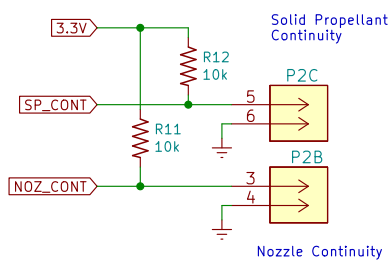 Solid Propellant
Continuity
3.3V
R12
10k
P2C
SP_CONT
5
6
R11
10k
P2B
NOZ_CONT
3
4
Nozzle Continuity